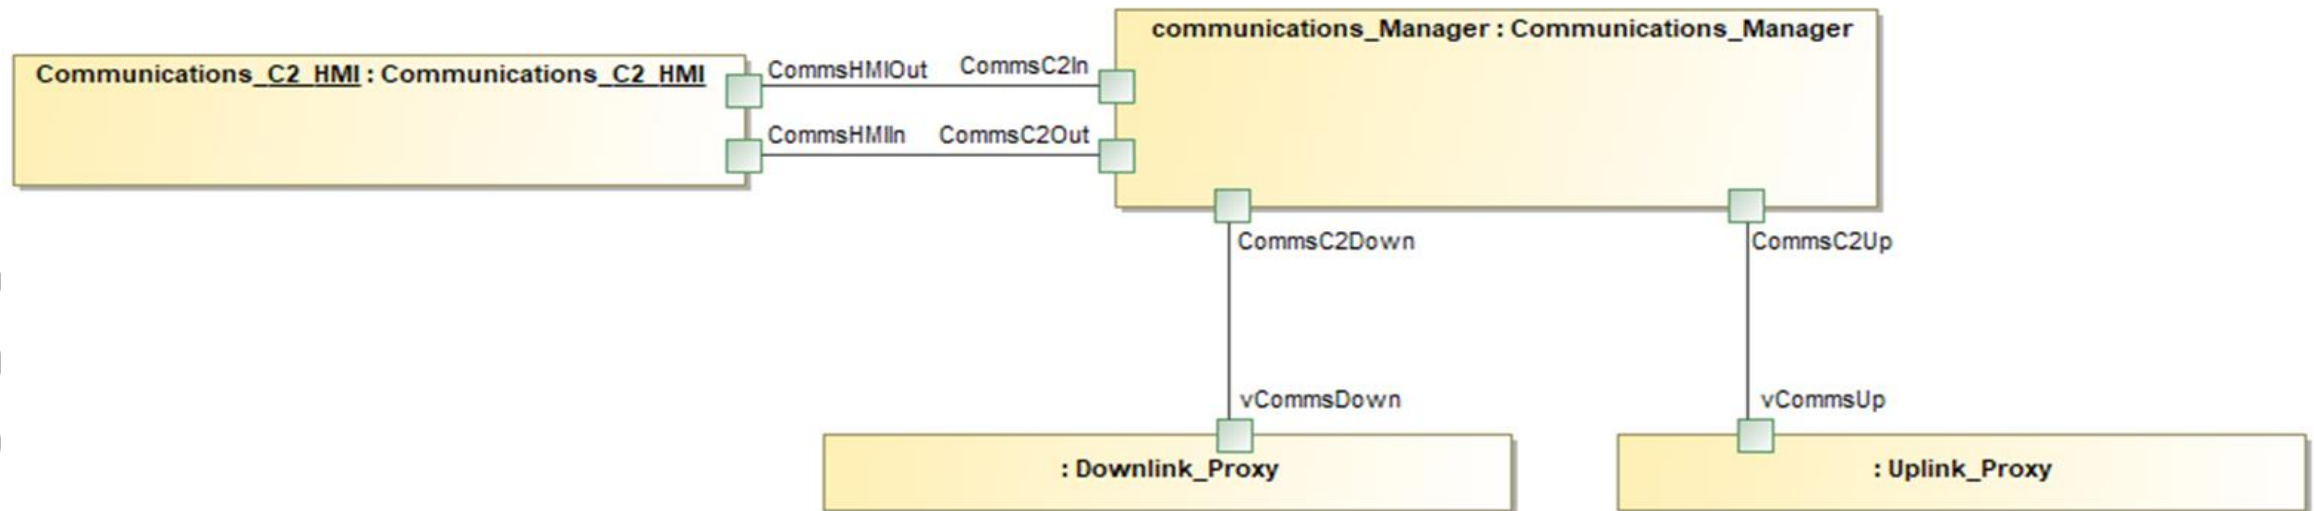 communications_Manager : Communications_Manager
Communications_C2_HMI : Communications_C2_HMI
CommsHMIOut
CommsC2In
CommsHMIIn
CommsC2Out
CommsC2Down
CommsC2Up
vCommsDown
vCommsUp
: Downlink_Proxy
: Uplink_Proxy